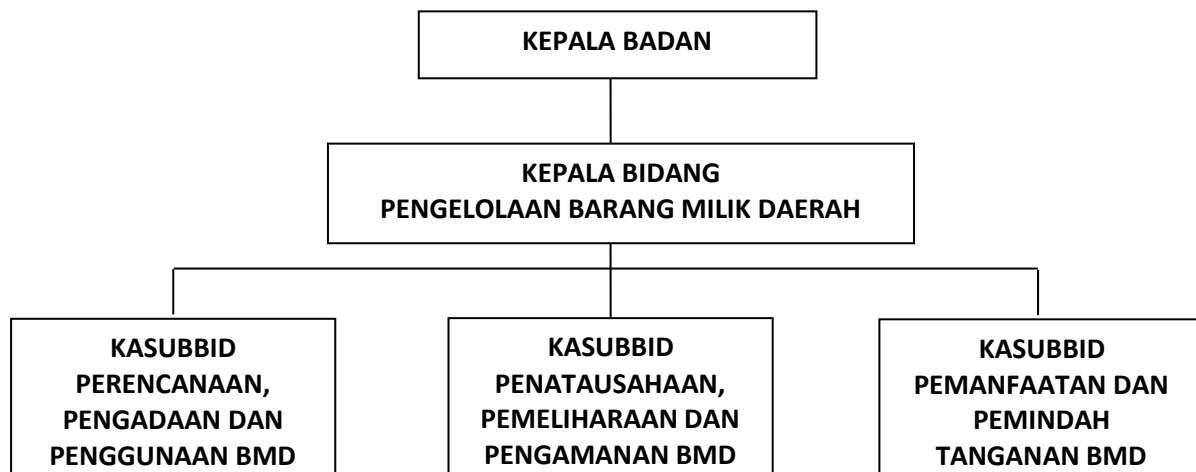 KEPALA BADAN
KEPALA BIDANG
PENGELOLAAN BARANG MILIK DAERAH
KASUBBID
PERENCANAAN,
PENGADAAN DAN
PENGGUNAAN BMD
KASUBBID
PENATAUSAHAAN,
PEMELIHARAAN DAN
PENGAMANAN BMD
KASUBBID
PEMANFAATAN DAN
PEMINDAH
TANGANAN BMD